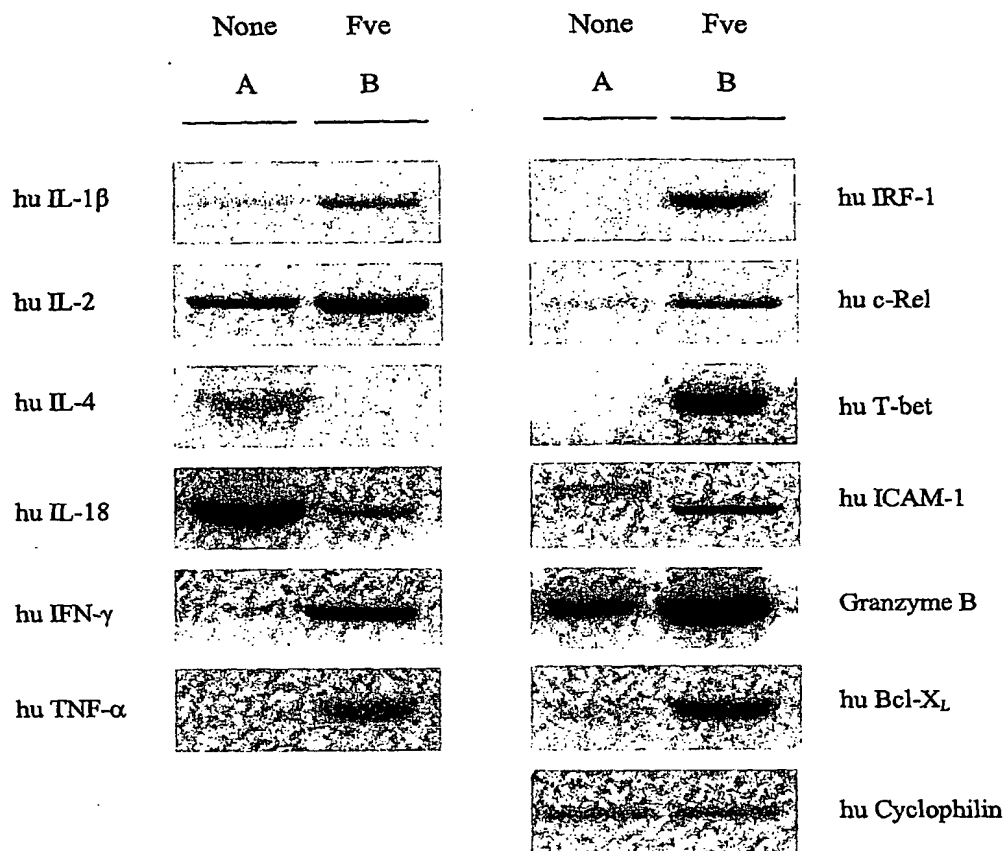 None Fve
A B
hu IL-1β
hu IL-2
hu IL-4
hu IL-18
hu IFN-γ
hu TNF-α
None Fve
A B
hu IRF-1
hu c-Rel
hu T-bet
hu ICAM-1
Granzyme B
hu Bcl-XL
hu Cyclophilin